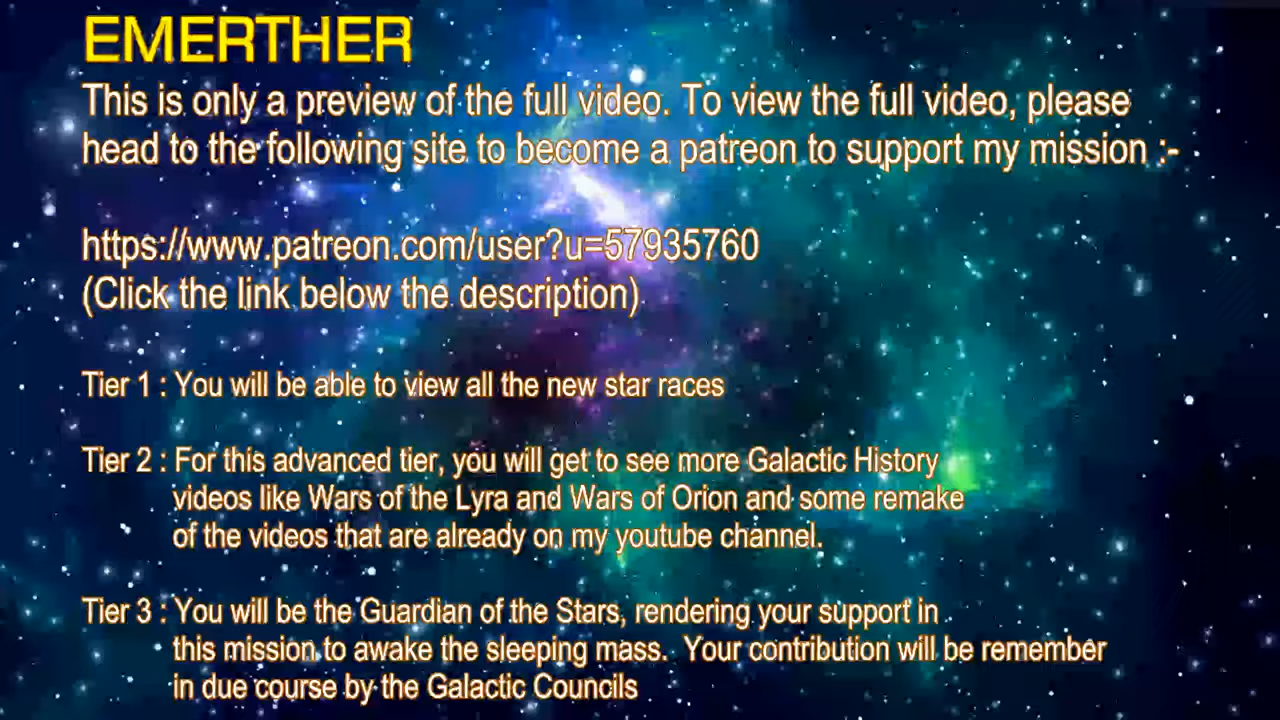 EMERTHER
This is only a preview of the full video. To view the full video, please
head to the following site to become a patreon to support my mission :-
https://www.patreon.com/user?u=57935760
(Click the link below the description)
Tier 1 : You will be able to view all the new star races
Tier 2 : For this advanced tier, you will get to see more Galactic History
videos like Wars of the Lyra and Wars of Orion and some remake
of the videos that are already on my youtube channel.
Tier 3 : You will be the Guardian of the Stars, rendering your support in
this mission to awake the sleeping mass. Your contribution will be remember
in due course by the Galactic Councils